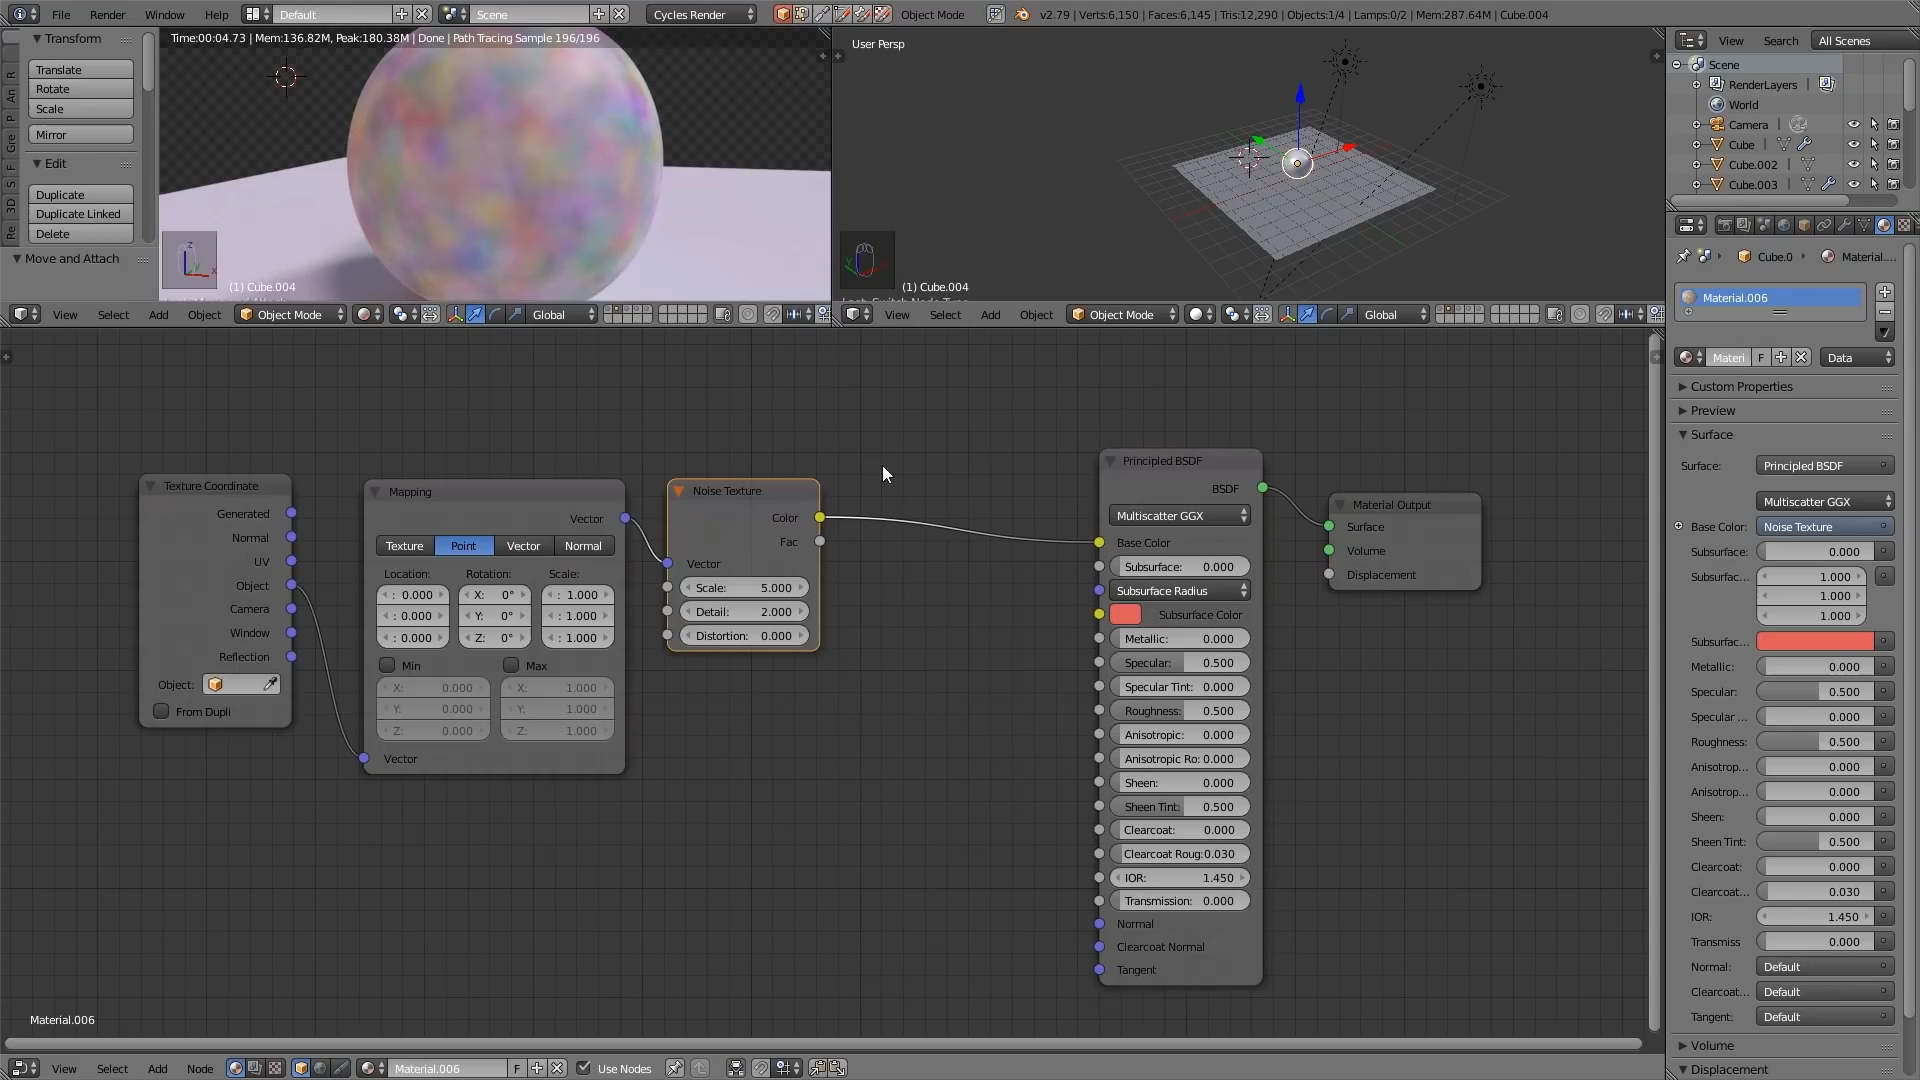 File Render Window Help Default Scene Cycles Render Object Mode v2.79 | Verts:6,150 | Faces:6,145 | Tris:12,290 | Objects:1/4 | Lamps:0/2 | Mem:287.64M | Cube.004
View Search All Scenes
Transform
Translate
Rotate
Scale
Mirror
Edit
Duplicate
Duplicate Linked
Delete
Move and Attach
R
An
P
Gre
F
S
3D
Re
Time:00:04.73 | Mem:136.82M, Peak:180.38M | Done | Path Tracing Sample 196/196
(1) Cube.004
User Persp
(1) Cube.004
View Select Add Object Object Mode Global
View Select Add Object Object Mode Global
Scene
RenderLayers
World
Camera
Cube
Cube.002
Cube.003
Cube.0 Material....
Material.006
Materi F Data
Custom Properties
Preview
Surface
Surface: Principled BSDF
Multiscatter GGX
Base Color: Noise Texture
Subsurface: 0.000
Subsurfac... 1.000
1.000
1.000
Subsurfac...
Metallic: 0.000
Specular: 0.500
Specular ... 0.000
Roughness: 0.500
Anisotrop... 0.000
Anisotrop... 0.000
Sheen: 0.000
Sheen Tint: 0.500
Clearcoat: 0.000
Clearcoat... 0.030
IOR: 1.450
Transmiss 0.000
Normal: Default
Clearcoat... Default
Tangent: Default
Volume
Displacement
Texture Coordinate
Generated
Normal
UV
Object
Camera
Window
Reflection
Object:
From Dupli
Mapping
Vector
Texture Point Vector Normal
Location: Rotation: Scale:
: 0.000 X: 0° : 1.000
: 0.000 Y: 0° : 1.000
: 0.000 Z: 0° : 1.000
Min Max
X: 0.000 X: 1.000
Y: 0.000 Y: 1.000
Z: 0.000 Z: 1.000
Vector
Noise Texture
Color
Fac
Vector
Scale: 5.000
Detail: 2.000
Distortion: 0.000
Principled BSDF
BSDF
Multiscatter GGX
Base Color
Subsurface: 0.000
Subsurface Radius
Subsurface Color
Metallic: 0.000
Specular: 0.500
Specular Tint: 0.000
Roughness: 0.500
Anisotropic: 0.000
Anisotropic Ro: 0.000
Sheen: 0.000
Sheen Tint: 0.500
Clearcoat: 0.000
Clearcoat Roug: 0.030
IOR: 1.450
Transmission: 0.000
Normal
Clearcoat Normal
Tangent
Material Output
Surface
Volume
Displacement
Material.006
View Select Add Node Material.006 F Use Nodes